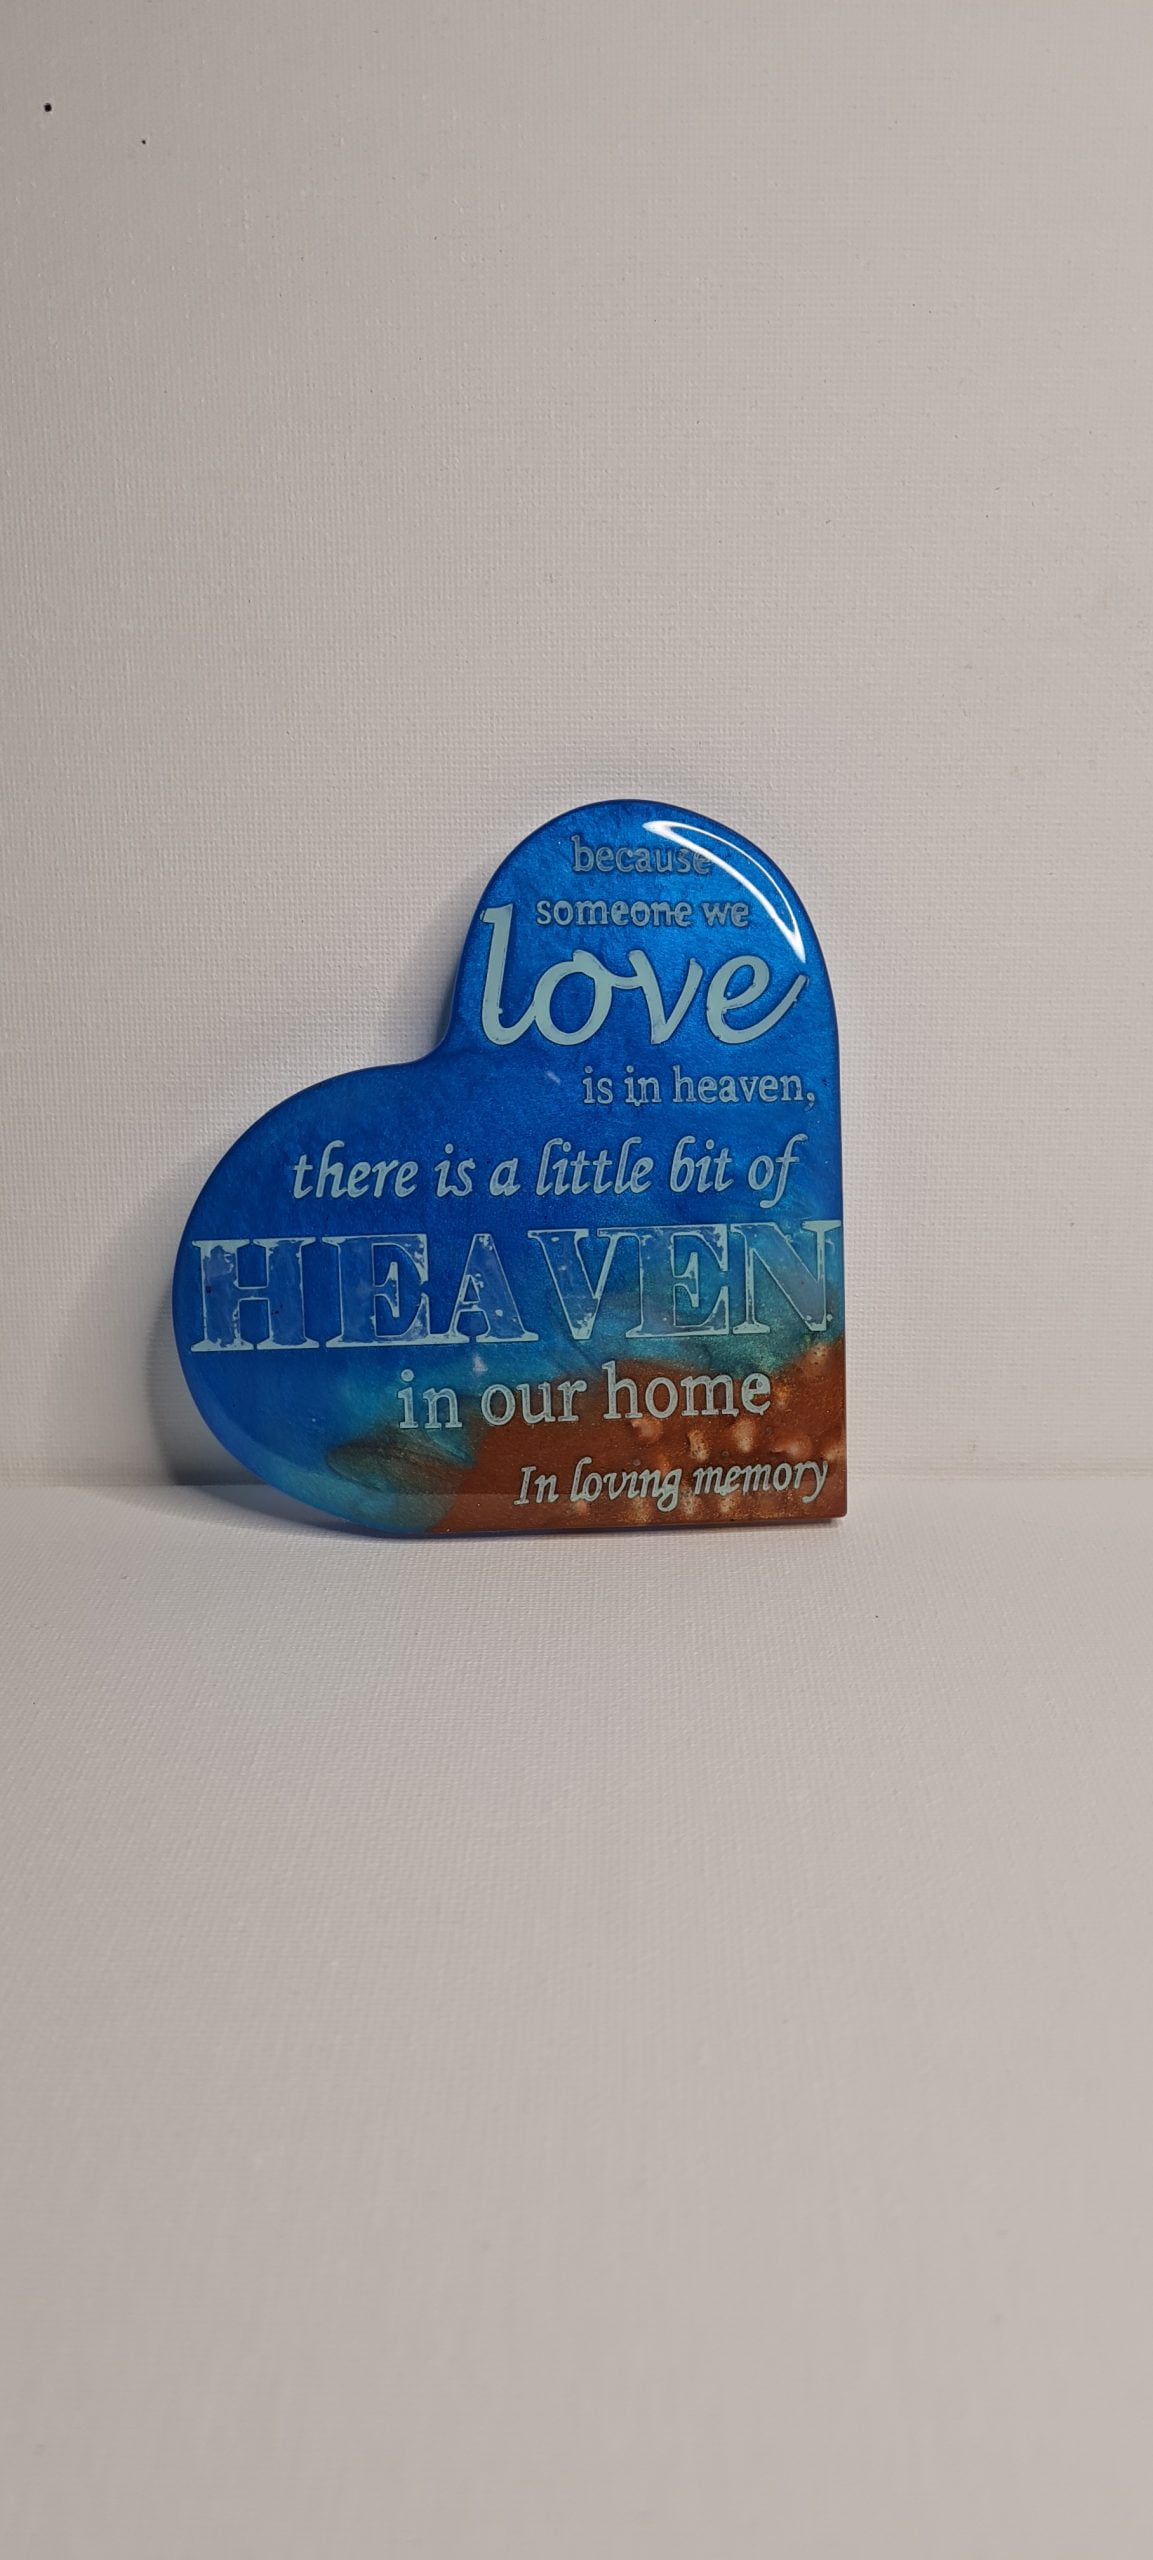 because
someone we
love
is in heaven,
there is a little bit of
HEAVEN
in our home
In loving memory